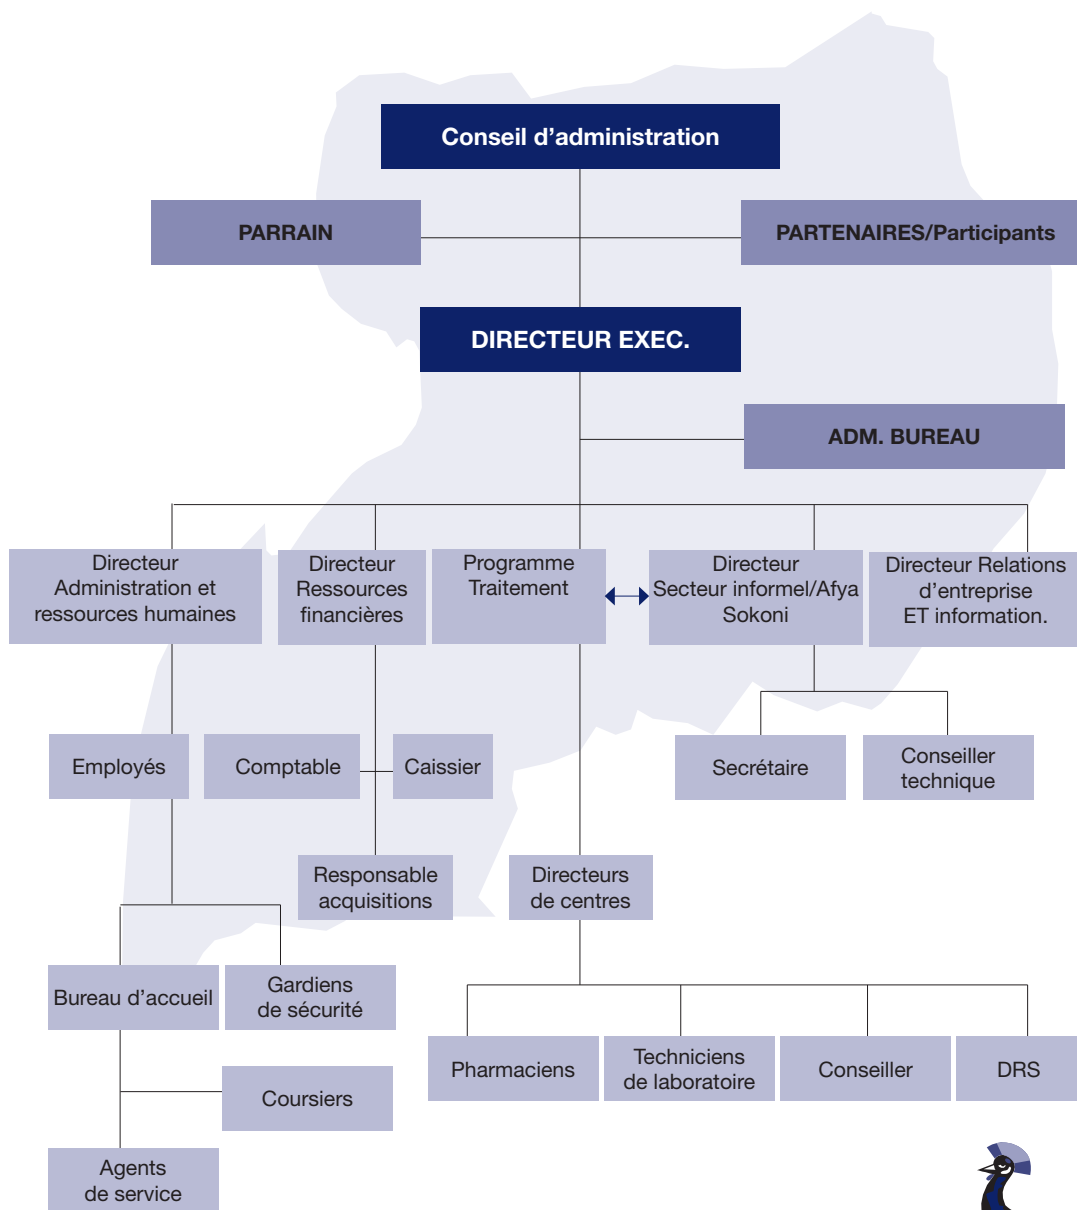 Conseil d’administration
PARRAIN
PARTENAIRES/Participants
DIRECTEUR EXEC.
ADM. BUREAU
Directeur
Administration et
ressources humaines
Directeur
Ressources
financières
Programme
Traitement
Directeur
Secteur informel/Afya
Sokoni
Directeur Relations
d’entreprise
ET information.
Employés
Comptable
Caissier
Secrétaire
Conseiller
technique
Responsable
acquisitions
Directeurs
de centres
Bureau d’accueil
Gardiens
de sécurité
Pharmaciens
Techniciens
de laboratoire
Conseiller
DRS
Coursiers
Agents
de service